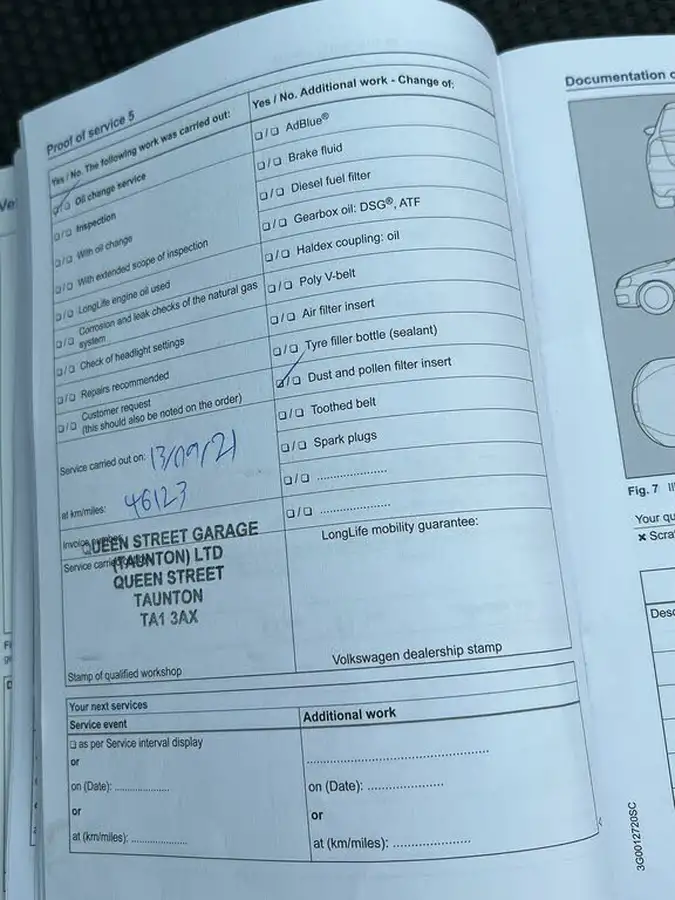 Proof of service 5
Yes / No. The following work was carried out:
❑/❑ Oil change service
❑/❑ Inspection
❑/❑ With oil change
❑/❑ With extended scope of inspection
❑/❑ LongLife engine oil used
❑/❑ Corrosion and leak checks of the natural gas
system
❑/❑ Check of headlight settings
❑/❑ Repairs recommended
❑/❑ Customer request
(this should also be noted on the order)
Service carried out on: 13/09/21
at km/miles: 46123
Invoice
Service
QUEEN STREET GARAGE
(TAUNTON) LTD
QUEEN STREET
TAUNTON
TA1 3AX
Stamp of qualified workshop
Yes / No. Additional work - Change of:
❑/❑ AdBlue®
❑/❑ Brake fluid
❑/❑ Diesel fuel filter
❑/❑ Gearbox oil: DSG®, ATF
❑/❑ Haldex coupling: oil
❑/❑ Poly V-belt
❑/❑ Air filter insert
❑/❑ Tyre filler bottle (sealant)
❑/❑ Dust and pollen filter insert
❑/❑ Toothed belt
❑/❑ Spark plugs
❑/❑ ....................
❑/❑ ....................
LongLife mobility guarantee:
Volkswagen dealership stamp
Your next services
Service event
❑ as per Service interval display
or
on (Date): ...............
or
at (km/miles): ...............
Additional work
..................................................
on (Date): .....................
or
at (km/miles): .....................
Documentation
Fig. 7
Your
× Scra
Desc
3G0012720SC